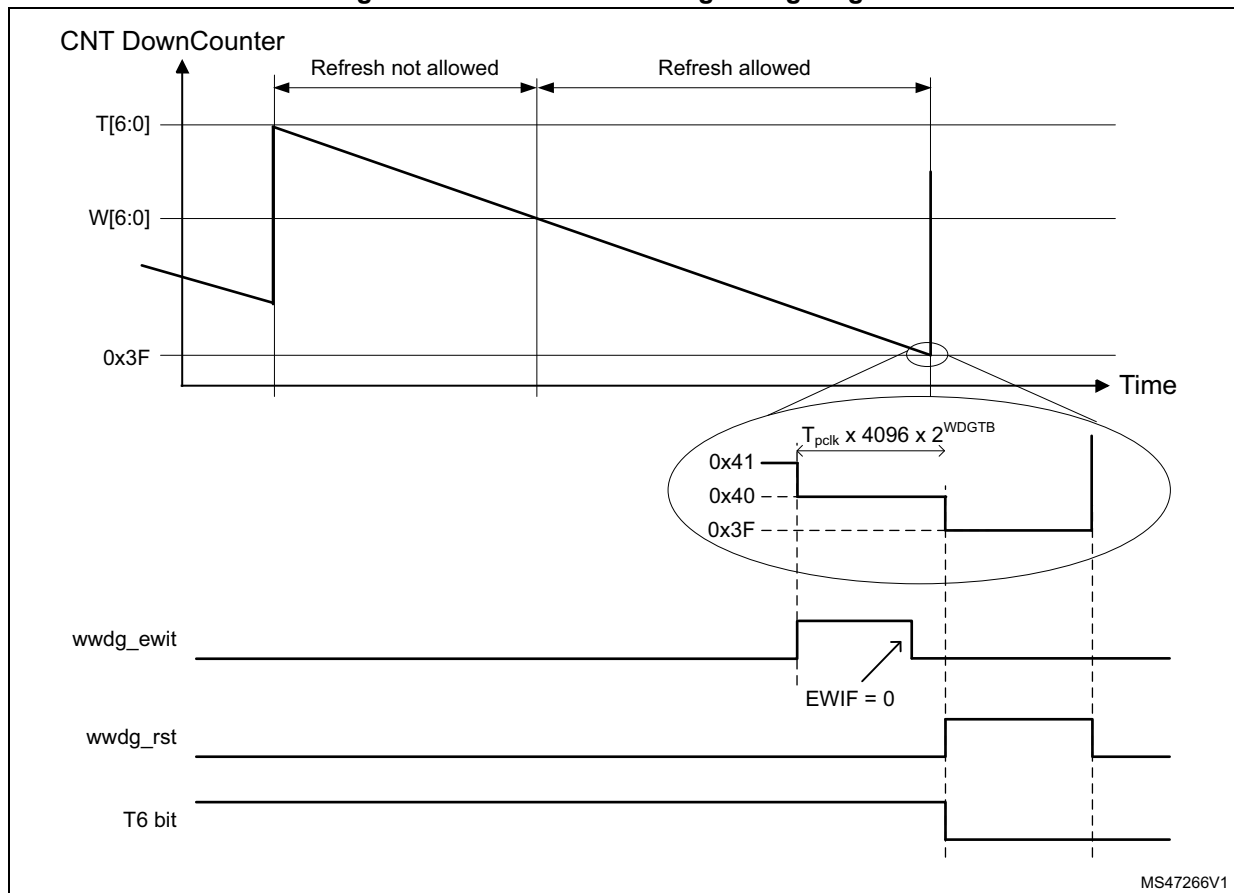 CNT DownCounter
Refresh not allowed
Refresh allowed
T[6:0]
W[6:0]
0x3F
Time
Tpclk x 4096 x 2WDGTB
0x41
0x40
0x3F
wwdg_ewit
EWIF = 0
wwdg_rst
T6 bit
MS47266V1